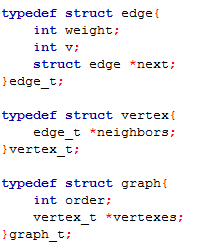 typedef struct edge{
    int weight;
    int v;
    struct edge *next;
}edge_t;

typedef struct vertex{
    edge_t *neighbors;
}vertex_t;

typedef struct graph{
    int order;
    vertex_t *vertexes;
}graph_t;